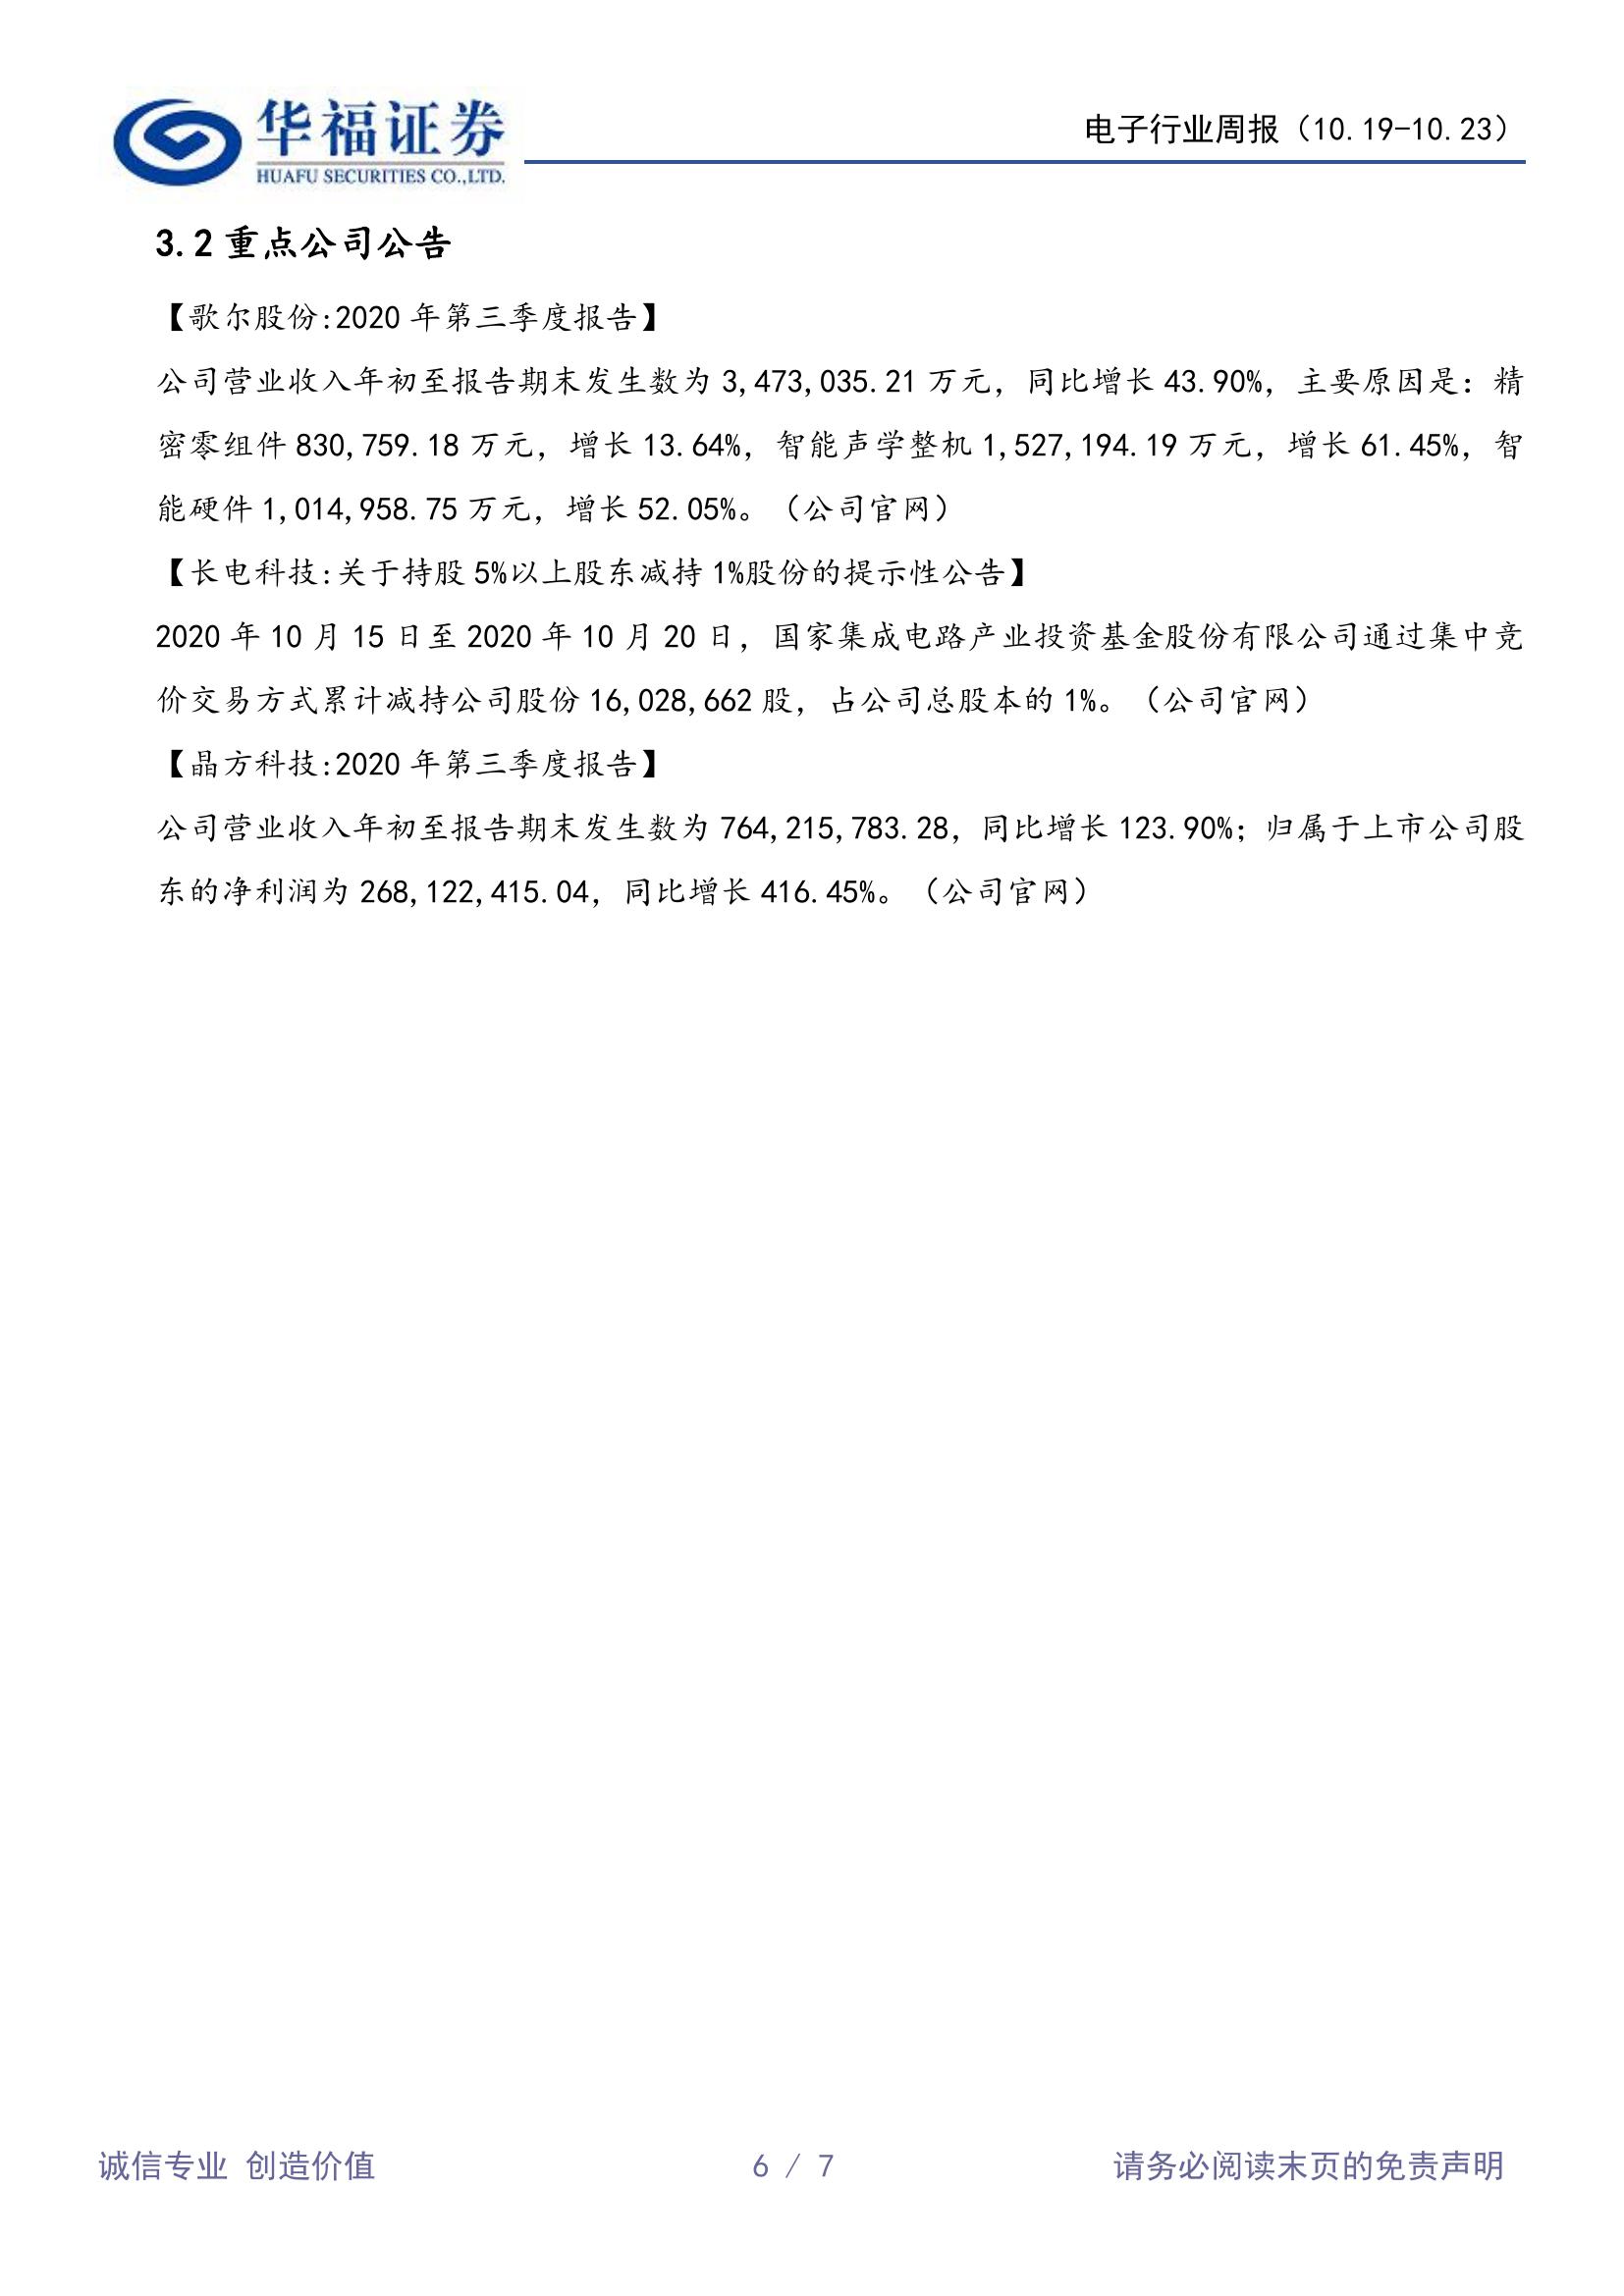 华福证券
HUAFU SECURITIES CO.,LTD.
电子行业周报（10.19-10.23）
3.2 重点公司公告
【歌尔股份:2020 年第三季度报告】
公司营业收入年初至报告期末发生数为 3,473,035.21 万元，同比增长 43.90%，主要原因是：精
密零组件 830,759.18 万元，增长 13.64%，智能声学整机 1,527,194.19 万元，增长 61.45%，智
能硬件 1,014,958.75 万元，增长 52.05%。（公司官网）
【长电科技:关于持股 5%以上股东减持 1%股份的提示性公告】
2020 年 10 月 15 日至 2020 年 10 月 20 日，国家集成电路产业投资基金股份有限公司通过集中竞
价交易方式累计减持公司股份 16,028,662 股，占公司总股本的 1%。（公司官网）
【晶方科技:2020 年第三季度报告】
公司营业收入年初至报告期末发生数为 764,215,783.28，同比增长 123.90%；归属于上市公司股
东的净利润为 268,122,415.04，同比增长 416.45%。（公司官网）
诚信专业 创造价值
6 / 7
请务必阅读末页的免责声明